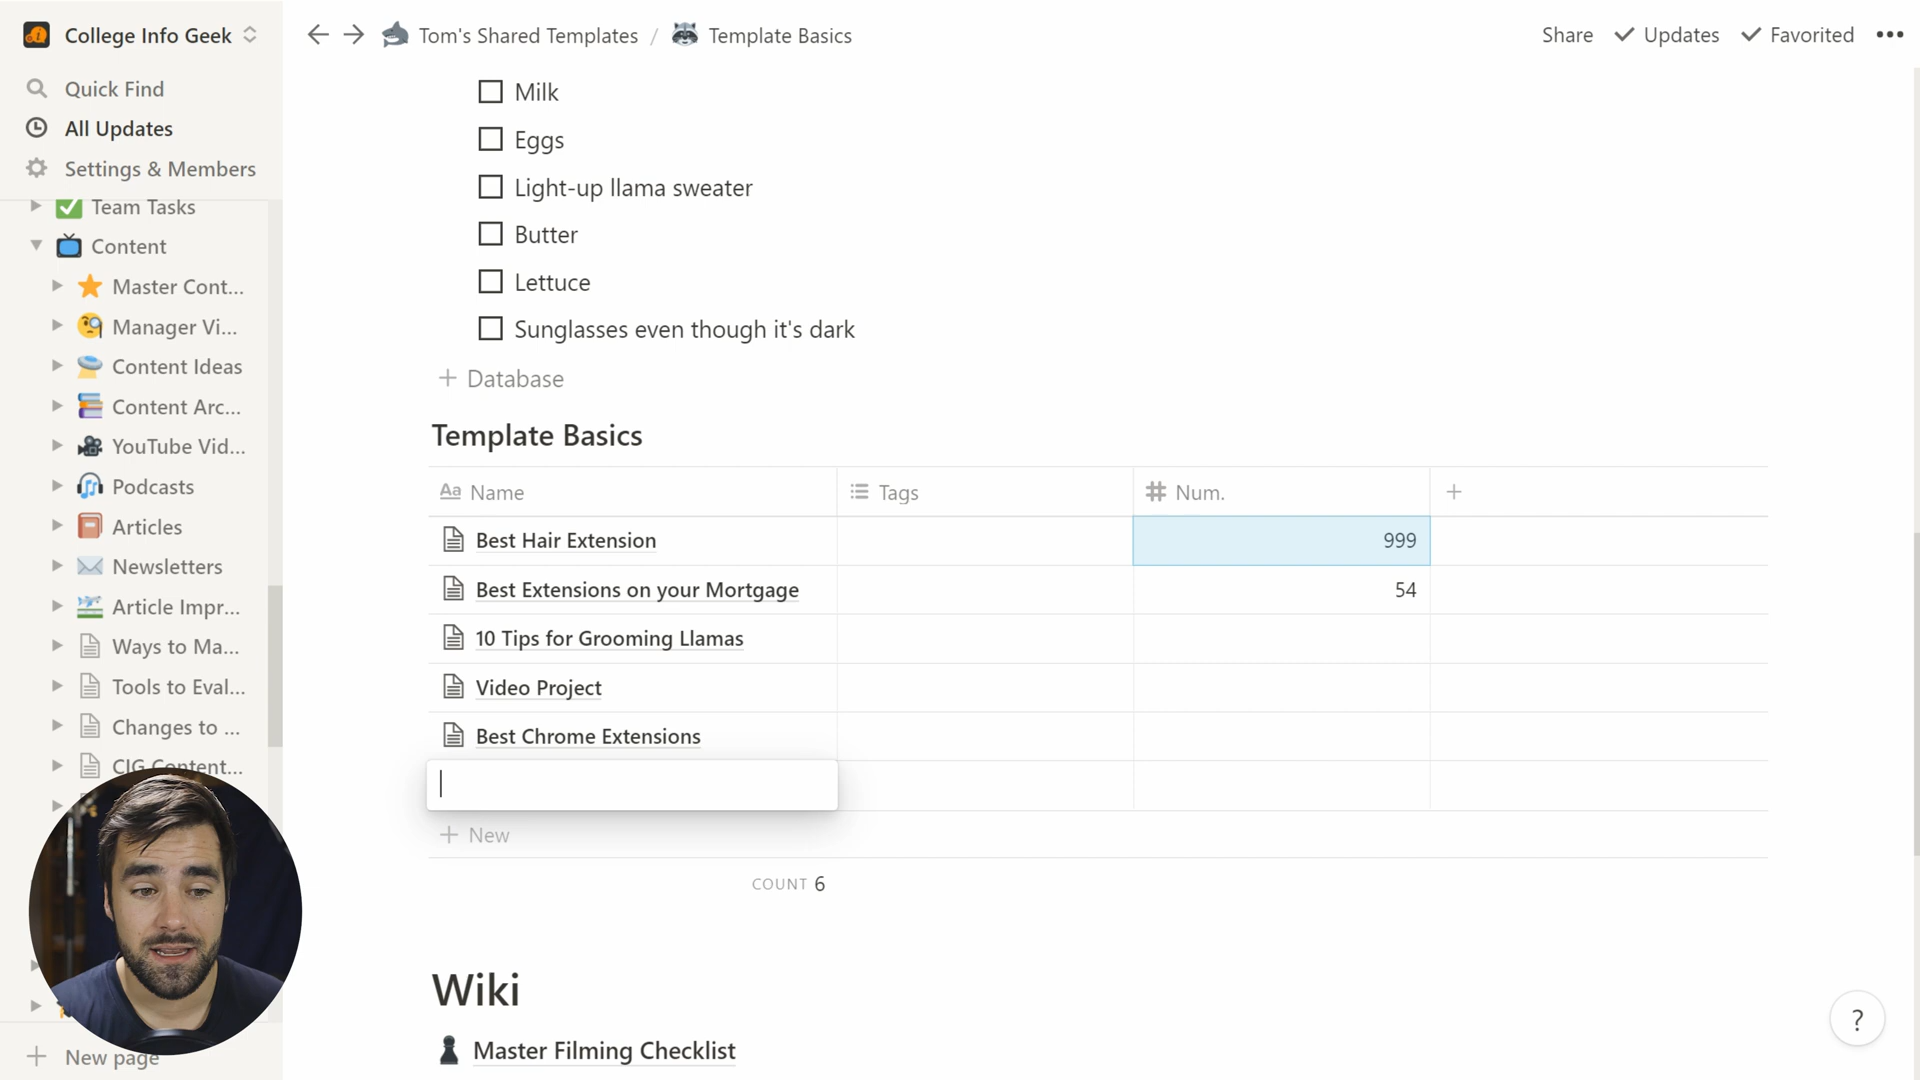 College Info Geek
Quick Find
All Updates
Settings & Members
Team Tasks
Content
Master Cont...
Manager Vi...
Content Ideas
Content Arc...
YouTube Vid...
Podcasts
Articles
Newsletters
Article Impr...
Ways to Ma...
Tools to Eval...
Changes to ...
CIG Content...
New page
Tom's Shared Templates / Template Basics
Share Updates Favorited
Milk
Eggs
Light-up llama sweater
Butter
Lettuce
Sunglasses even though it's dark
+ Database
Template Basics
Aa Name Tags # Num. +
Best Hair Extension 999
Best Extensions on your Mortgage 54
10 Tips for Grooming Llamas
Video Project
Best Chrome Extensions
+ New
COUNT 6
Wiki
Master Filming Checklist
?